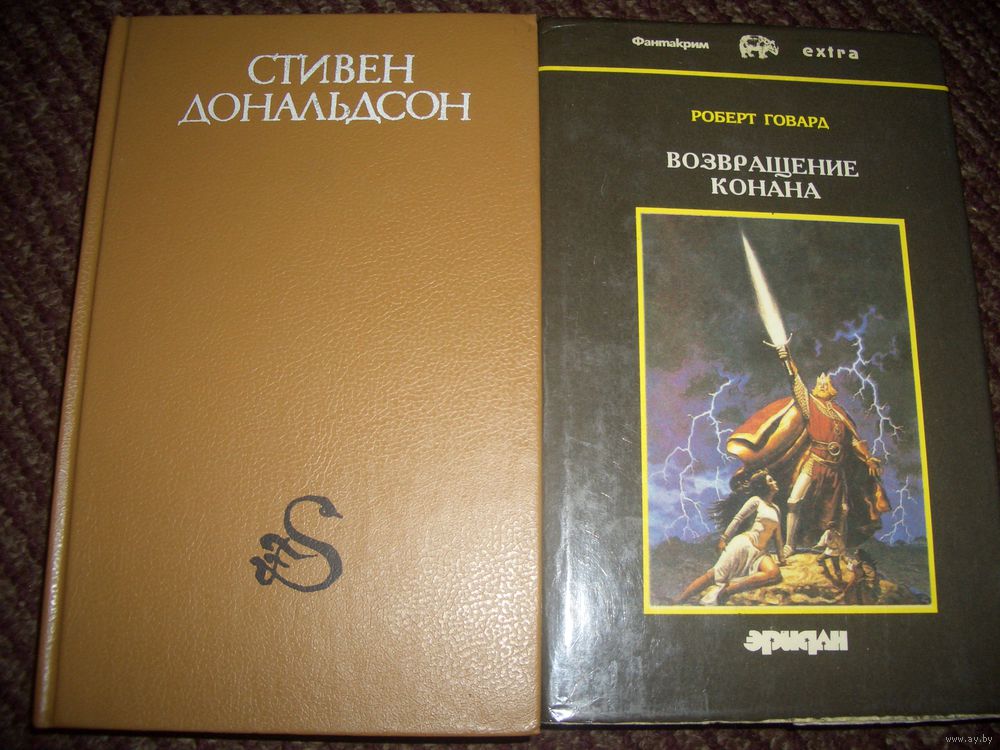 СТИВЕН
ДОНАЛЬДСОН
Фантакрим
extra
РОБЕРТ ГОВАРД
ВОЗВРАЩЕНИЕ
КОНАНА
эридан
www.ay.by